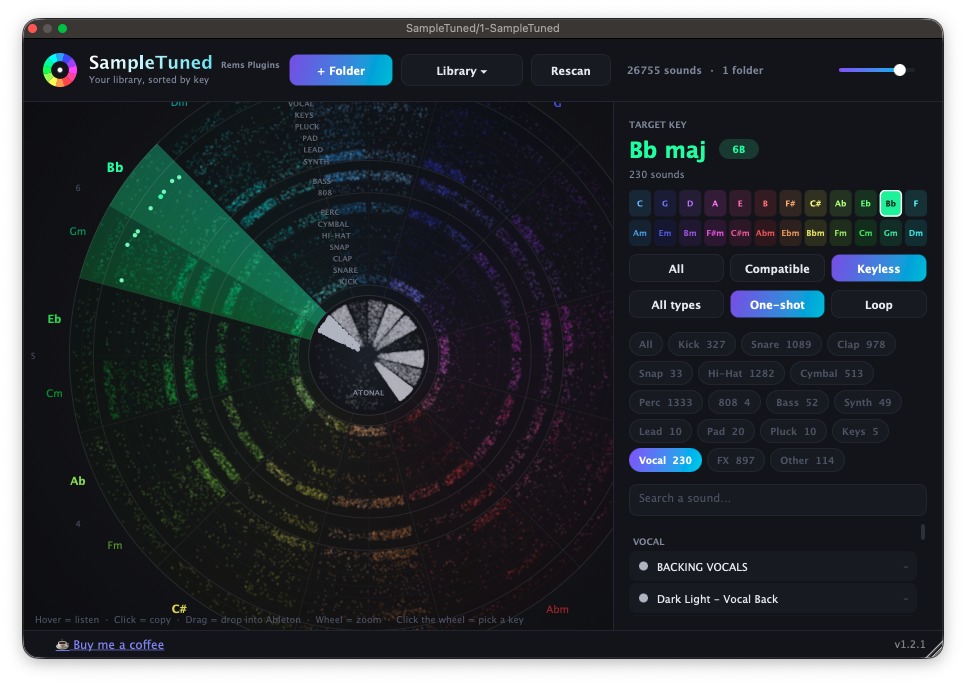 SampleTuned/1-SampleTuned
SampleTuned Rems Plugins
Your library, sorted by key
+ Folder
Library
Rescan
26755 sounds · 1 folder
Dm
G
VOCAL
KEYS
PLUCK
PAD
LEAD
SYNTH
BASS
808
PERC
CYMBAL
HI-HAT
SNAP
CLAP
SNARE
KICK
ATONAL
Bb
6
Gm
Eb
5
Cm
Ab
4
Fm
C#
Abm
Hover = listen · Click = copy · Drag = drop into Ableton · Wheel = zoom · Click the wheel = pick a key
TARGET KEY
Bb maj 6B
230 sounds
C G D A E B F# C# Ab Eb Bb F
Am Em Bm F#m C#m Abm Ebm Bbm Fm Cm Gm Dm
All Compatible Keyless
All types One-shot Loop
All Kick 327 Snare 1089 Clap 978
Snap 33 Hi-Hat 1282 Cymbal 513
Perc 1333 808 4 Bass 52 Synth 49
Lead 10 Pad 20 Pluck 10 Keys 5
Vocal 230 FX 897 Other 114
Search a sound...
VOCAL
BACKING VOCALS -
Dark Light - Vocal Back -
☕ Buy me a coffee
v1.2.1